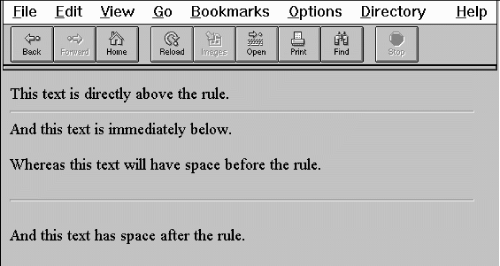 File Edit View Go Bookmarks Options Directory Help
Back Forward Home Reload Images Open Print Find Stop
This text is directly above the rule.
And this text is immediately below.
Whereas this text will have space before the rule.
And this text has space after the rule.